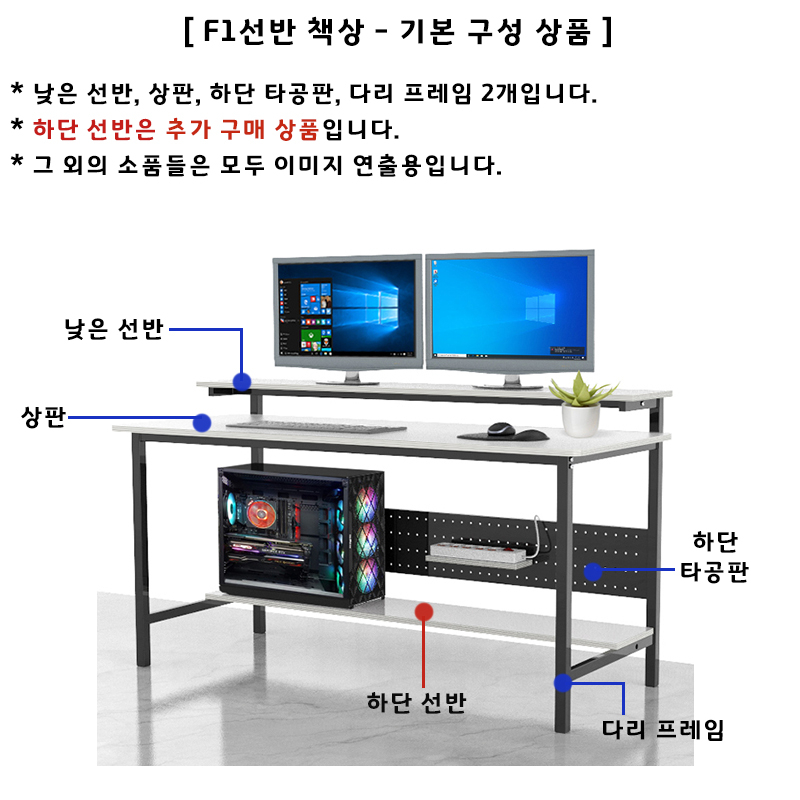 [ F1선반 책상 - 기본 구성 상품 ]
* 낮은 선반, 상판, 하단 타공판, 다리 프레임 2개입니다.
* 하단 선반은 추가 구매 상품입니다.
* 그 외의 소품들은 모두 이미지 연출용입니다.
낮은 선반
상판
하단
타공판
하단 선반
다리 프레임